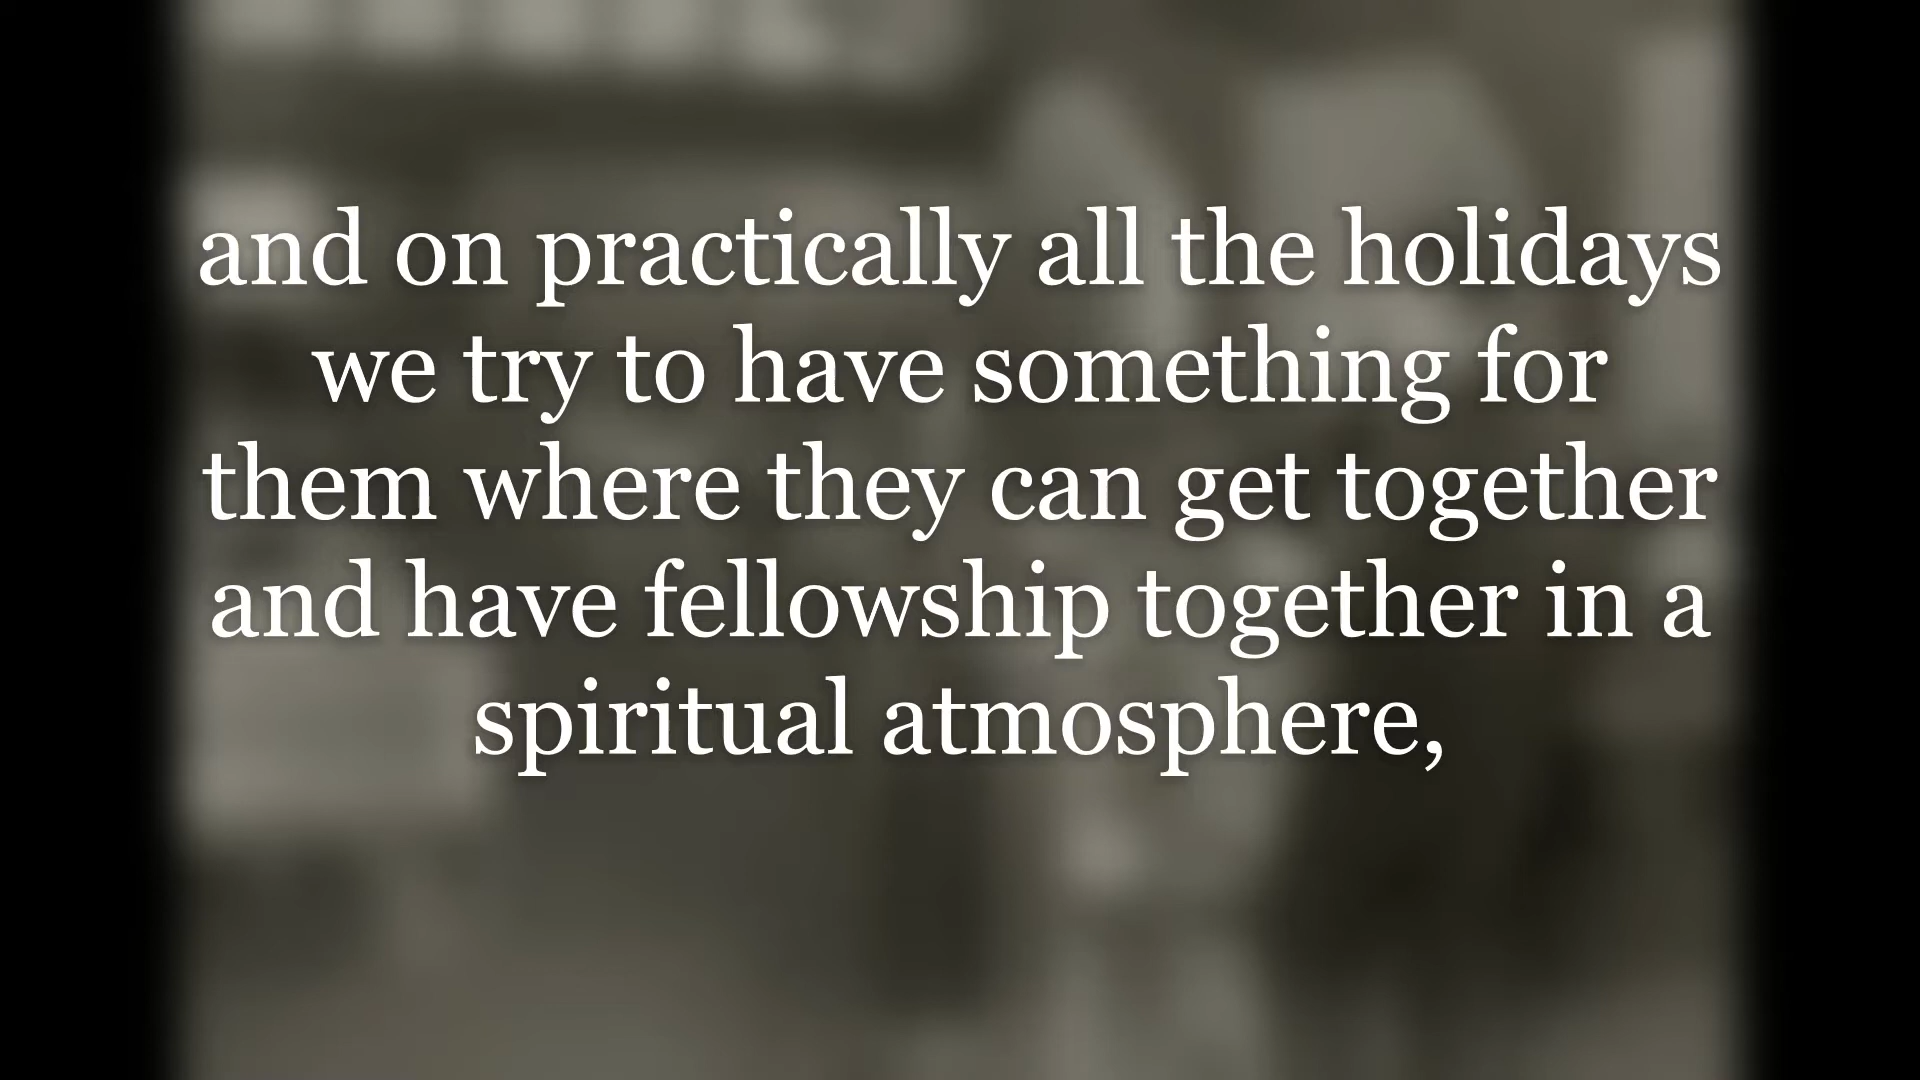 and on practically all the holidays
we try to have something for
them where they can get together
and have fellowship together in a
spiritual atmosphere,